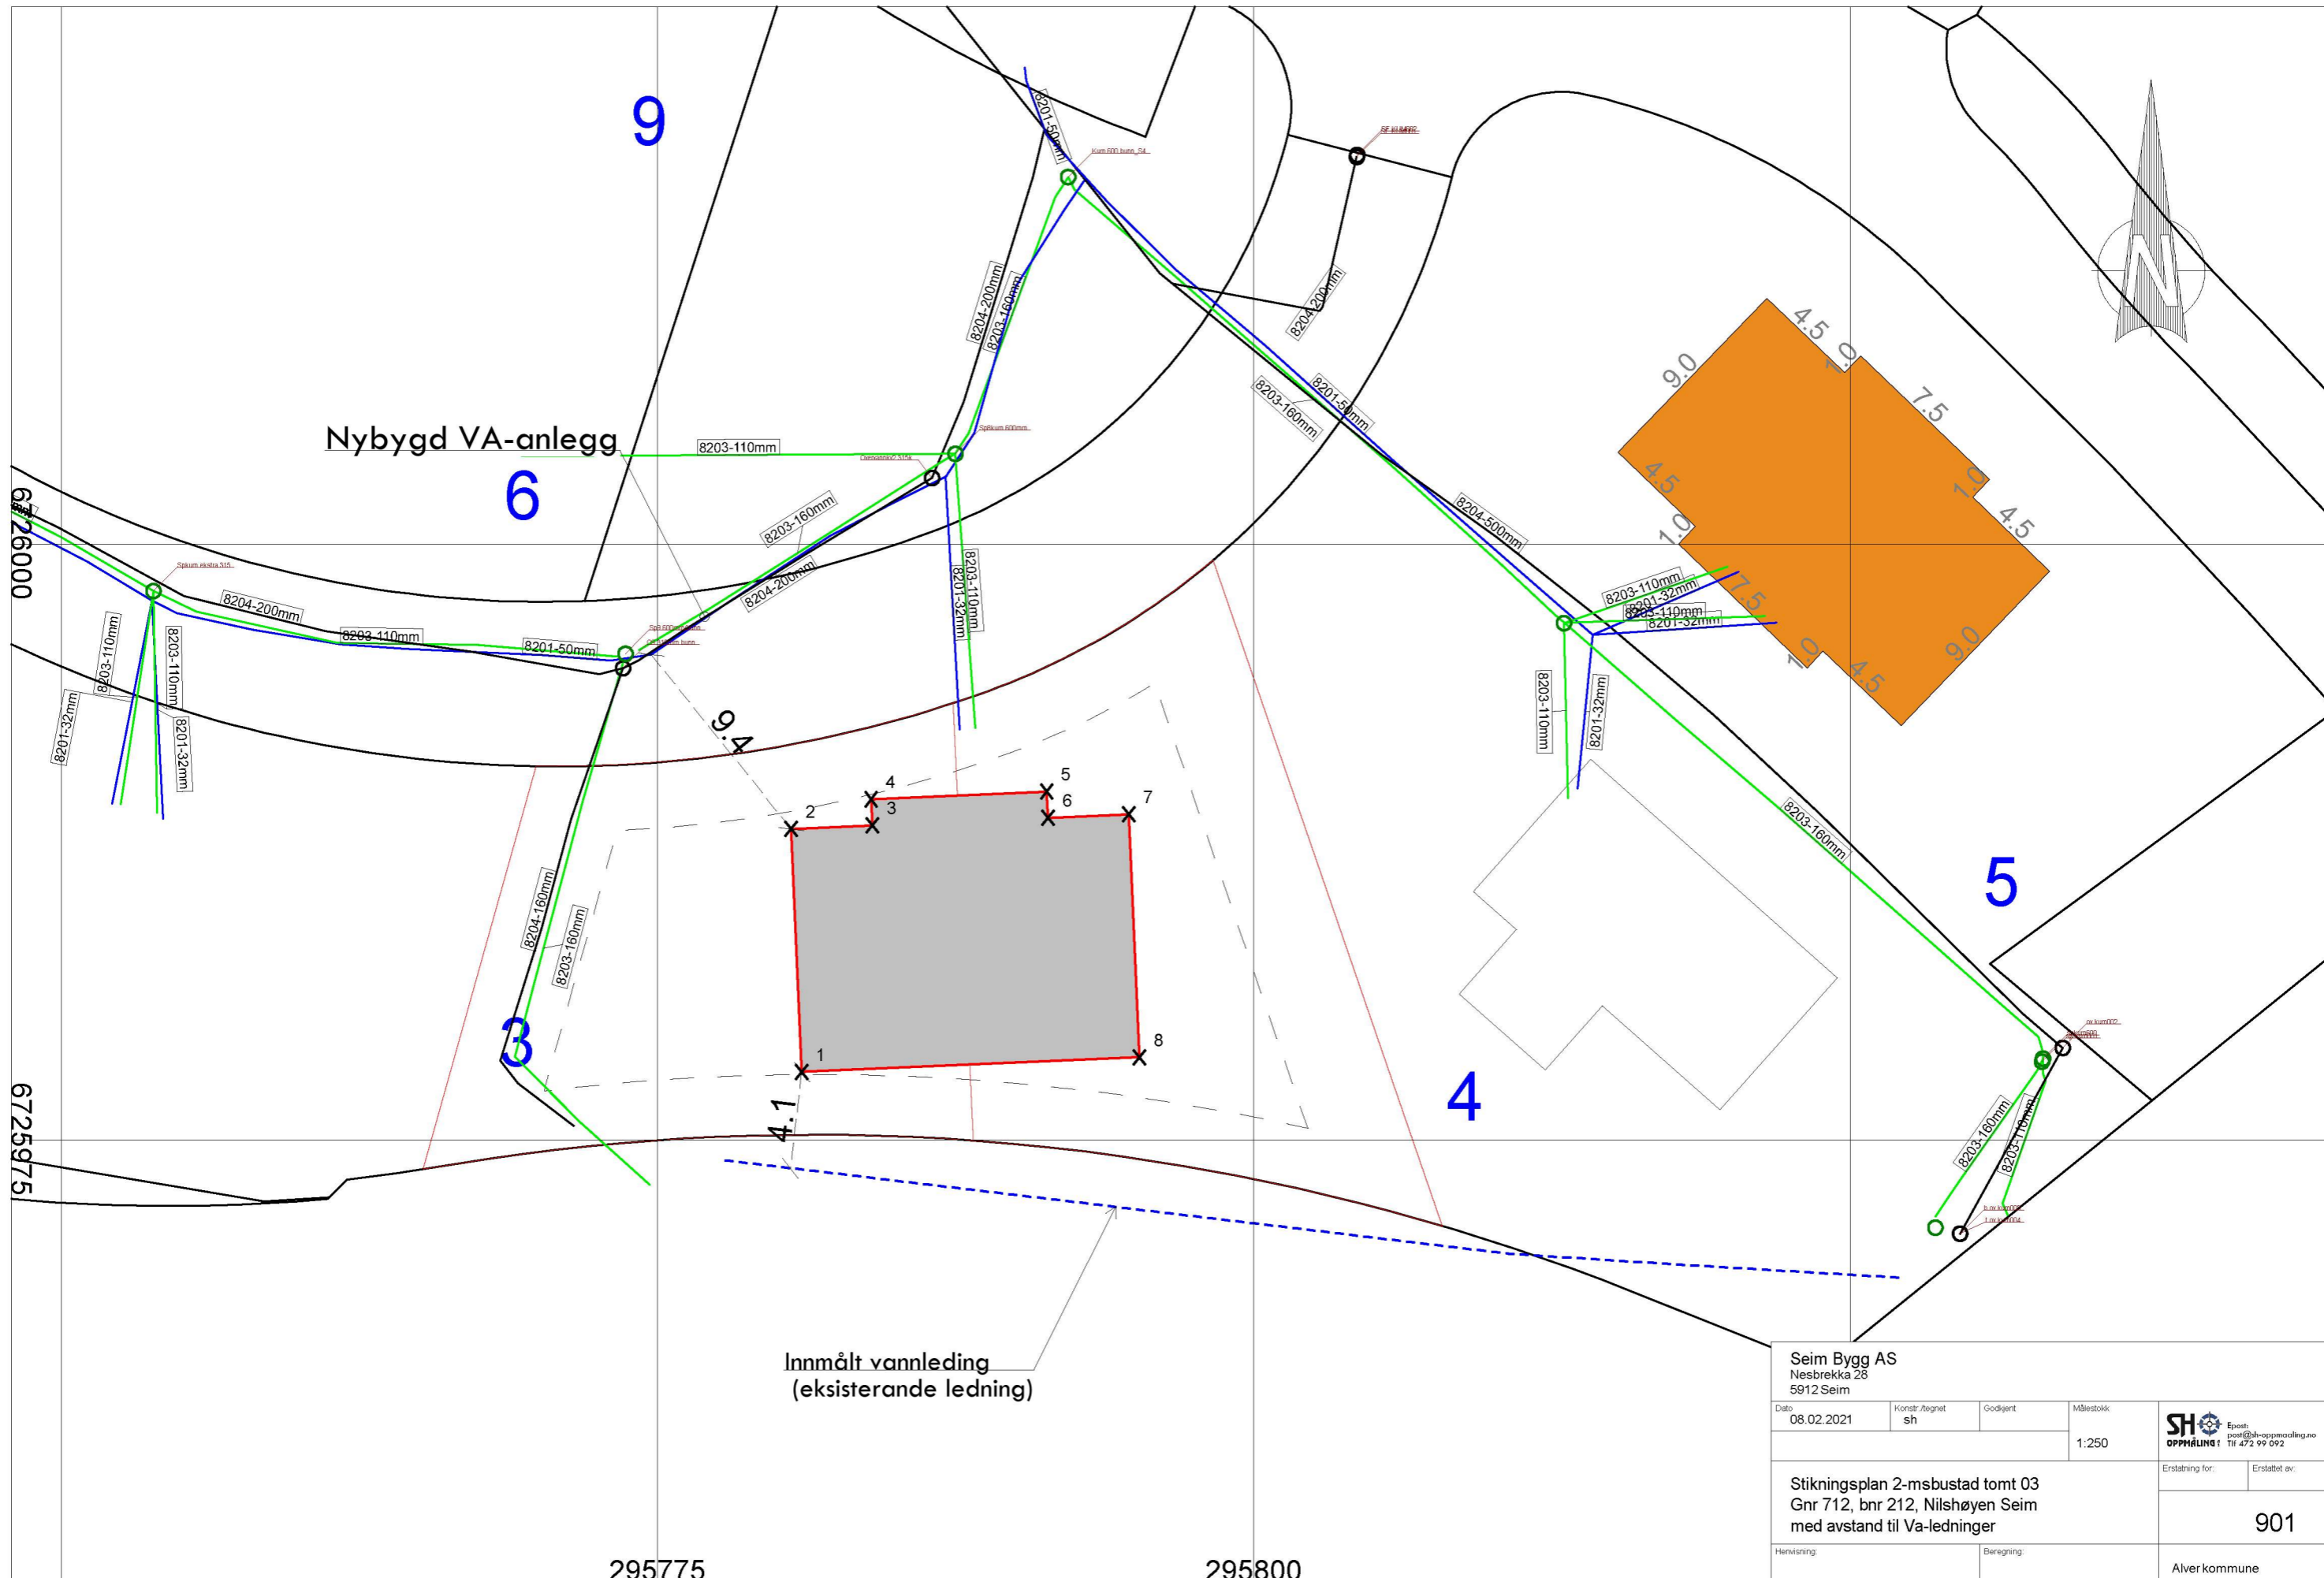 9
8201-50mm
Kum 600 bunn_S4
8204-200mm
8203-160mm
8204-200mm
4.5
1.0
9.0
7.5
8201-50mm
8203-160mm
Nybygd VA-anlegg
8203-110mm
6
4.5
1.0
1.0
4.5
8203-160mm
8204-200mm
8204-500mm
6726000
8203-110mm
8201-32mm
8203-110mm
8201-32mm
8203-110mm
8201-32mm
7.5
1.0
4.5
9.0
8204-200mm
8203-110mm
8201-50mm
8203-110mm
8203-110mm
8201-32mm
8201-32mm
8203-110mm
8201-32mm
9.4
2
4
3
5
6
7
8203-160mm
8204-160mm
8203-160mm
5
3
1
8
4
4.1
8203-160mm
8203-110mm
6725975
Innmålt vannleding
(eksisterande ledning)
295775
295800
N
Seim Bygg AS
Nesbrekka 28
5912 Seim
Dato
08.02.2021
Konstr./tegnet
sh
Godkjent
Målestokk
1:250
SH
OPPMÅLING
Epost:
post@sh-oppmaaling.no
Tlf 472 99 092
Stikningsplan 2-msbustad tomt 03
Gnr 712, bnr 212, Nilshøyen Seim
med avstand til Va-ledninger
Erstatning for:
Erstattet av:
901
Henvisning:
Beregning:
Alver kommune